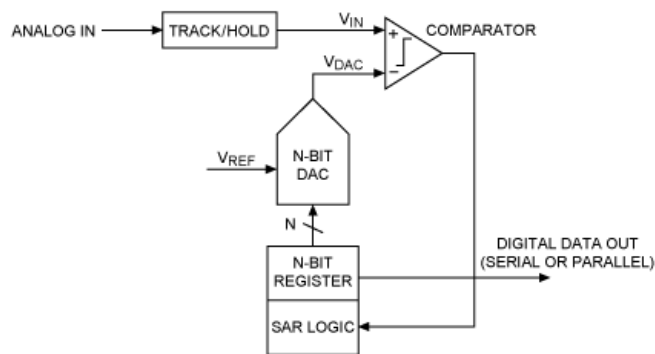 ANALOG IN
TRACK/HOLD
VIN
COMPARATOR
+
−
VDAC
VREF
N-BIT
DAC
N
N-BIT
REGISTER
DIGITAL DATA OUT
(SERIAL OR PARALLEL)
SAR LOGIC